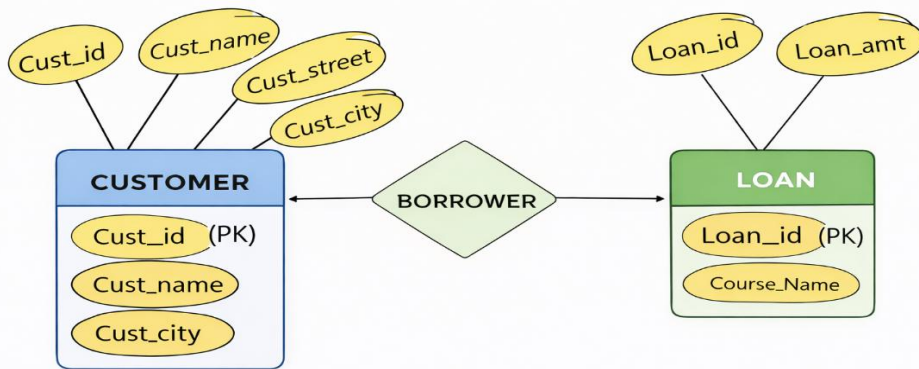 Cust_id
Cust_name
Cust_street
Cust_city
Loan_id
Loan_amt
CUSTOMER
BORROWER
LOAN
Cust_id (PK)
Cust_name
Cust_city
Loan_id (PK)
Course_Name